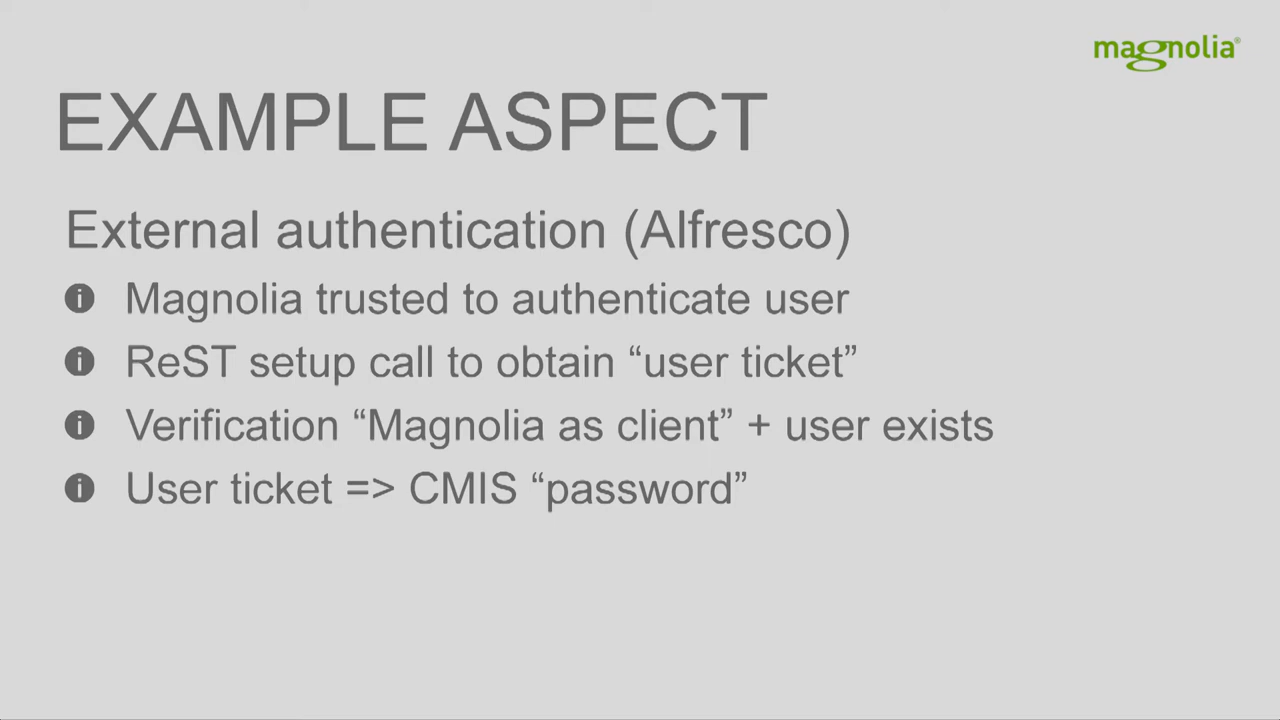 magnolia®
EXAMPLE ASPECT
External authentication (Alfresco)
Magnolia trusted to authenticate user
ReST setup call to obtain “user ticket”
Verification “Magnolia as client” + user exists
User ticket => CMIS “password”